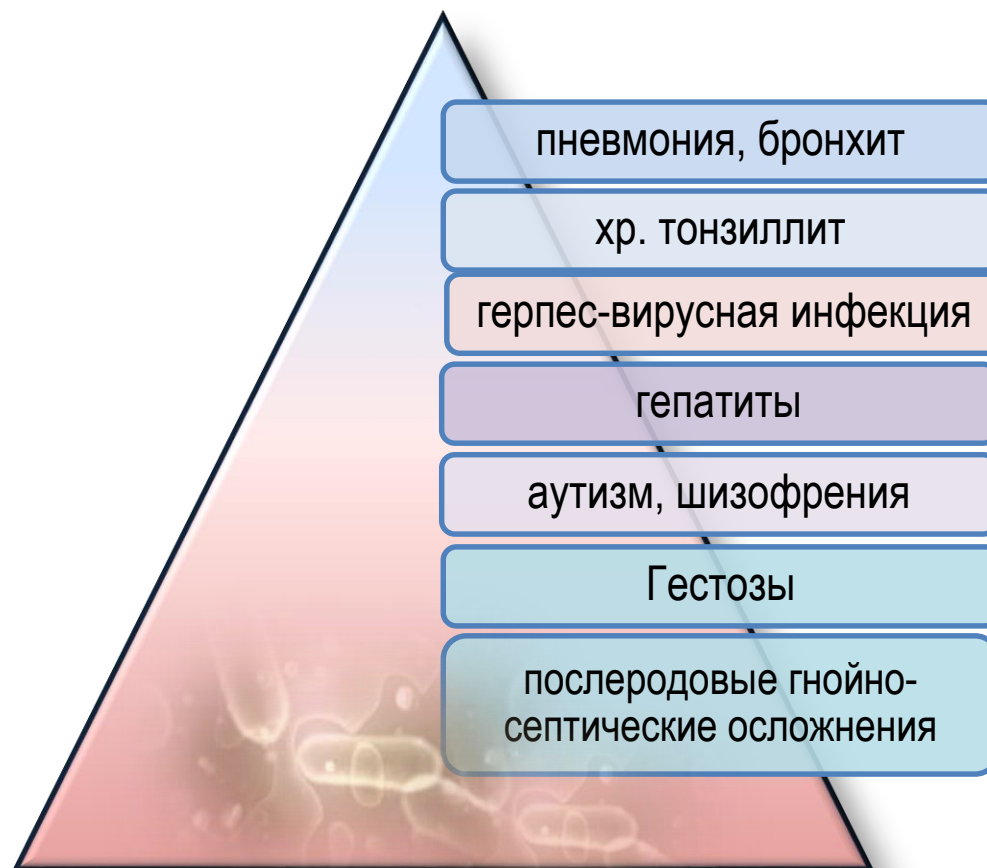 пневмония, бронхит
хр. тонзиллит
герпес-вирусная инфекция
гепатиты
аутизм, шизофрения
Гестозы
послеродовые гнойно-
септические осложнения